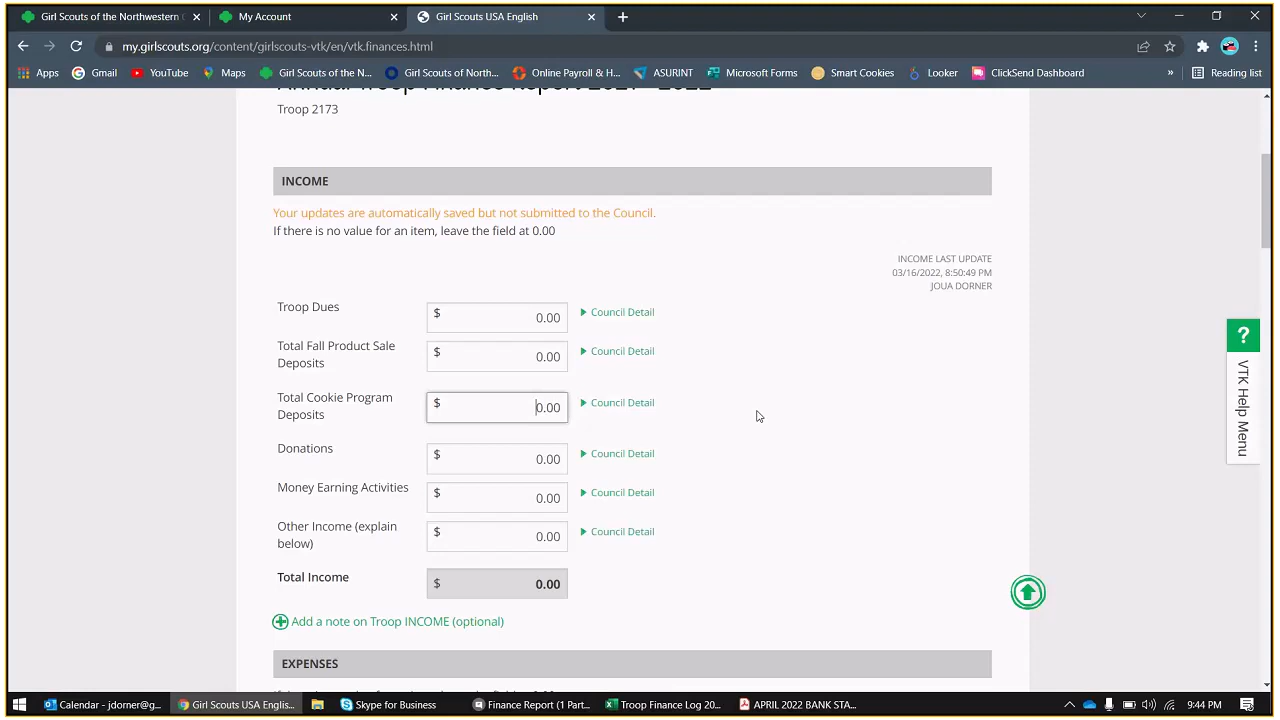 Girl Scouts of the Northwestern
My Account
Girl Scouts USA English
my.girlscouts.org/content/girlscouts-vtk/en/vtk.finances.html
Apps
Gmail
YouTube
Maps
Girl Scouts of the N...
Girl Scouts of North...
Online Payroll & H...
ASURINT
Microsoft Forms
Smart Cookies
Looker
ClickSend Dashboard
»
Reading list
Annual Troop Finance Report 2021 - 2022
Troop 2173
INCOME
Your updates are automatically saved but not submitted to the Council.
If there is no value for an item, leave the field at 0.00
INCOME LAST UPDATE
03/16/2022, 8:50:49 PM
JOUA DORNER
Troop Dues $ 0.00 Council Detail
Total Fall Product Sale
Deposits
$ 0.00 Council Detail
Total Cookie Program
Deposits
$ 0.00 Council Detail
Donations $ 0.00 Council Detail
Money Earning Activities $ 0.00 Council Detail
Other Income (explain
below)
$ 0.00 Council Detail
Total Income $ 0.00
Add a note on Troop INCOME (optional)
EXPENSES
?
VTK Help Menu
Calendar - jdorner@g...
Girl Scouts USA Englis...
Skype for Business
Finance Report (1 Part...
Troop Finance Log 20...
APRIL 2022 BANK STA...
9:44 PM